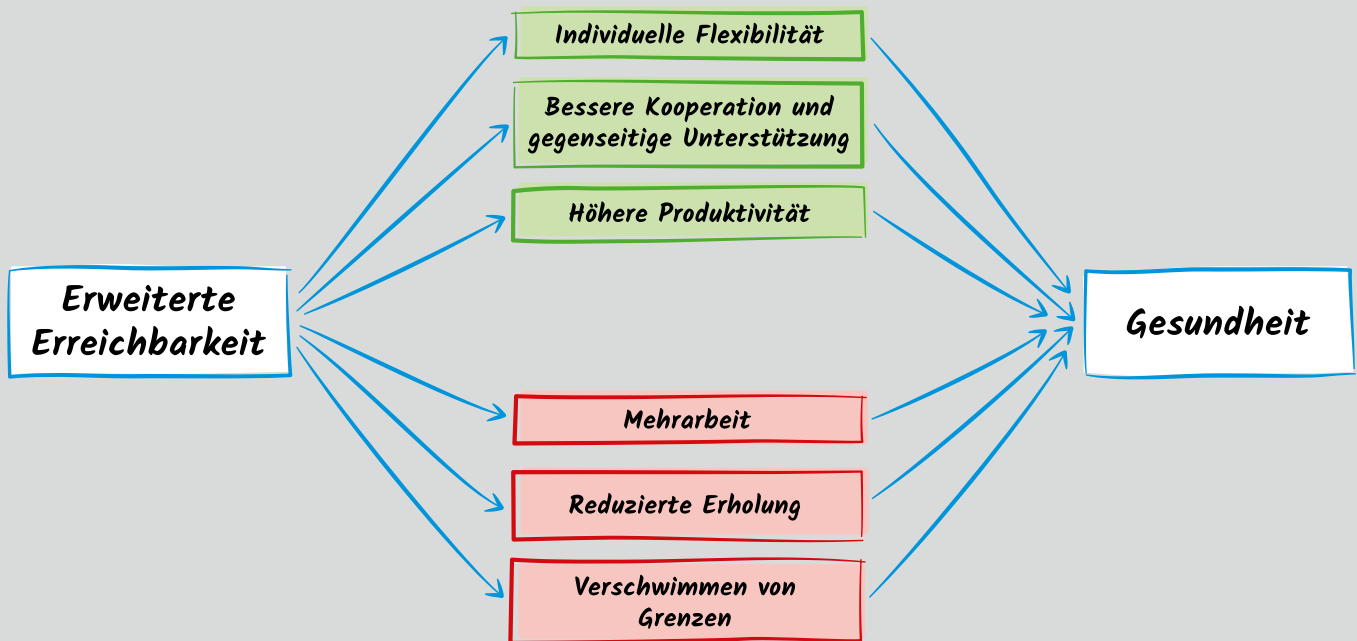 Individuelle Flexibilität
Bessere Kooperation und
gegenseitige Unterstützung
Höhere Produktivität
Erweiterte
Erreichbarkeit
Gesundheit
Mehrarbeit
Reduzierte Erholung
Verschwimmen von
Grenzen